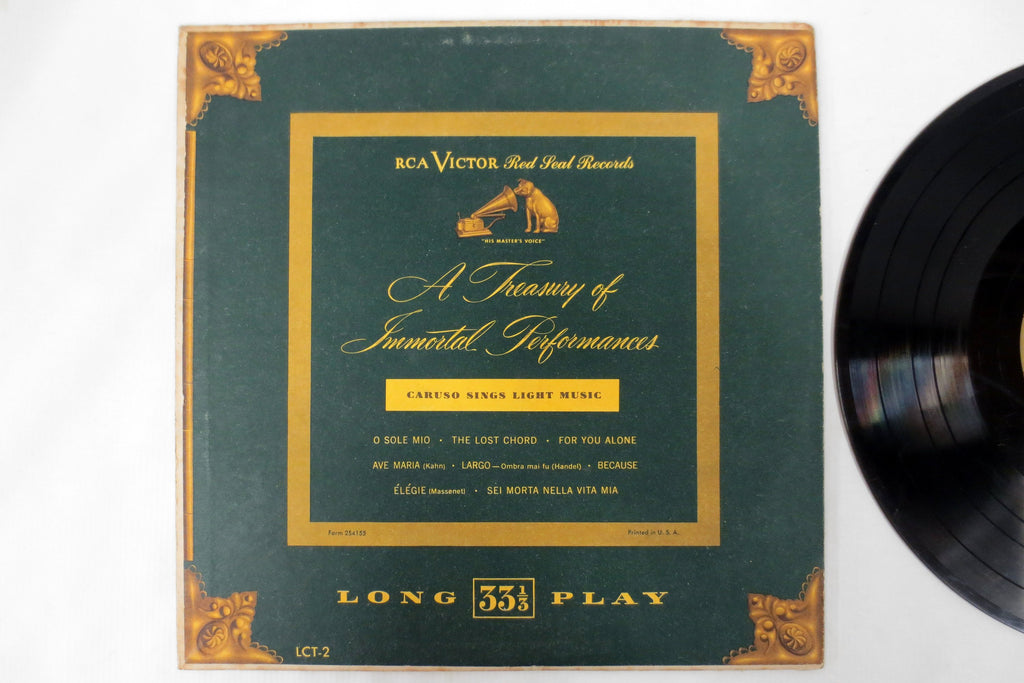 RCA VICTOR Red Seal Records
"HIS MASTER'S VOICE"
A Treasury of
Immortal Performances
CARUSO SINGS LIGHT MUSIC
O SOLE MIO • THE LOST CHORD • FOR YOU ALONE
AVE MARIA (Kahn) • LARGO — Ombra mai fu (Handel) • BECAUSE
ÉLÉGIE (Massenet) • SEI MORTA NELLA VITA MIA
Form 2S4155 Printed in U. S. A.
LONG 33⅓ PLAY
LCT-2